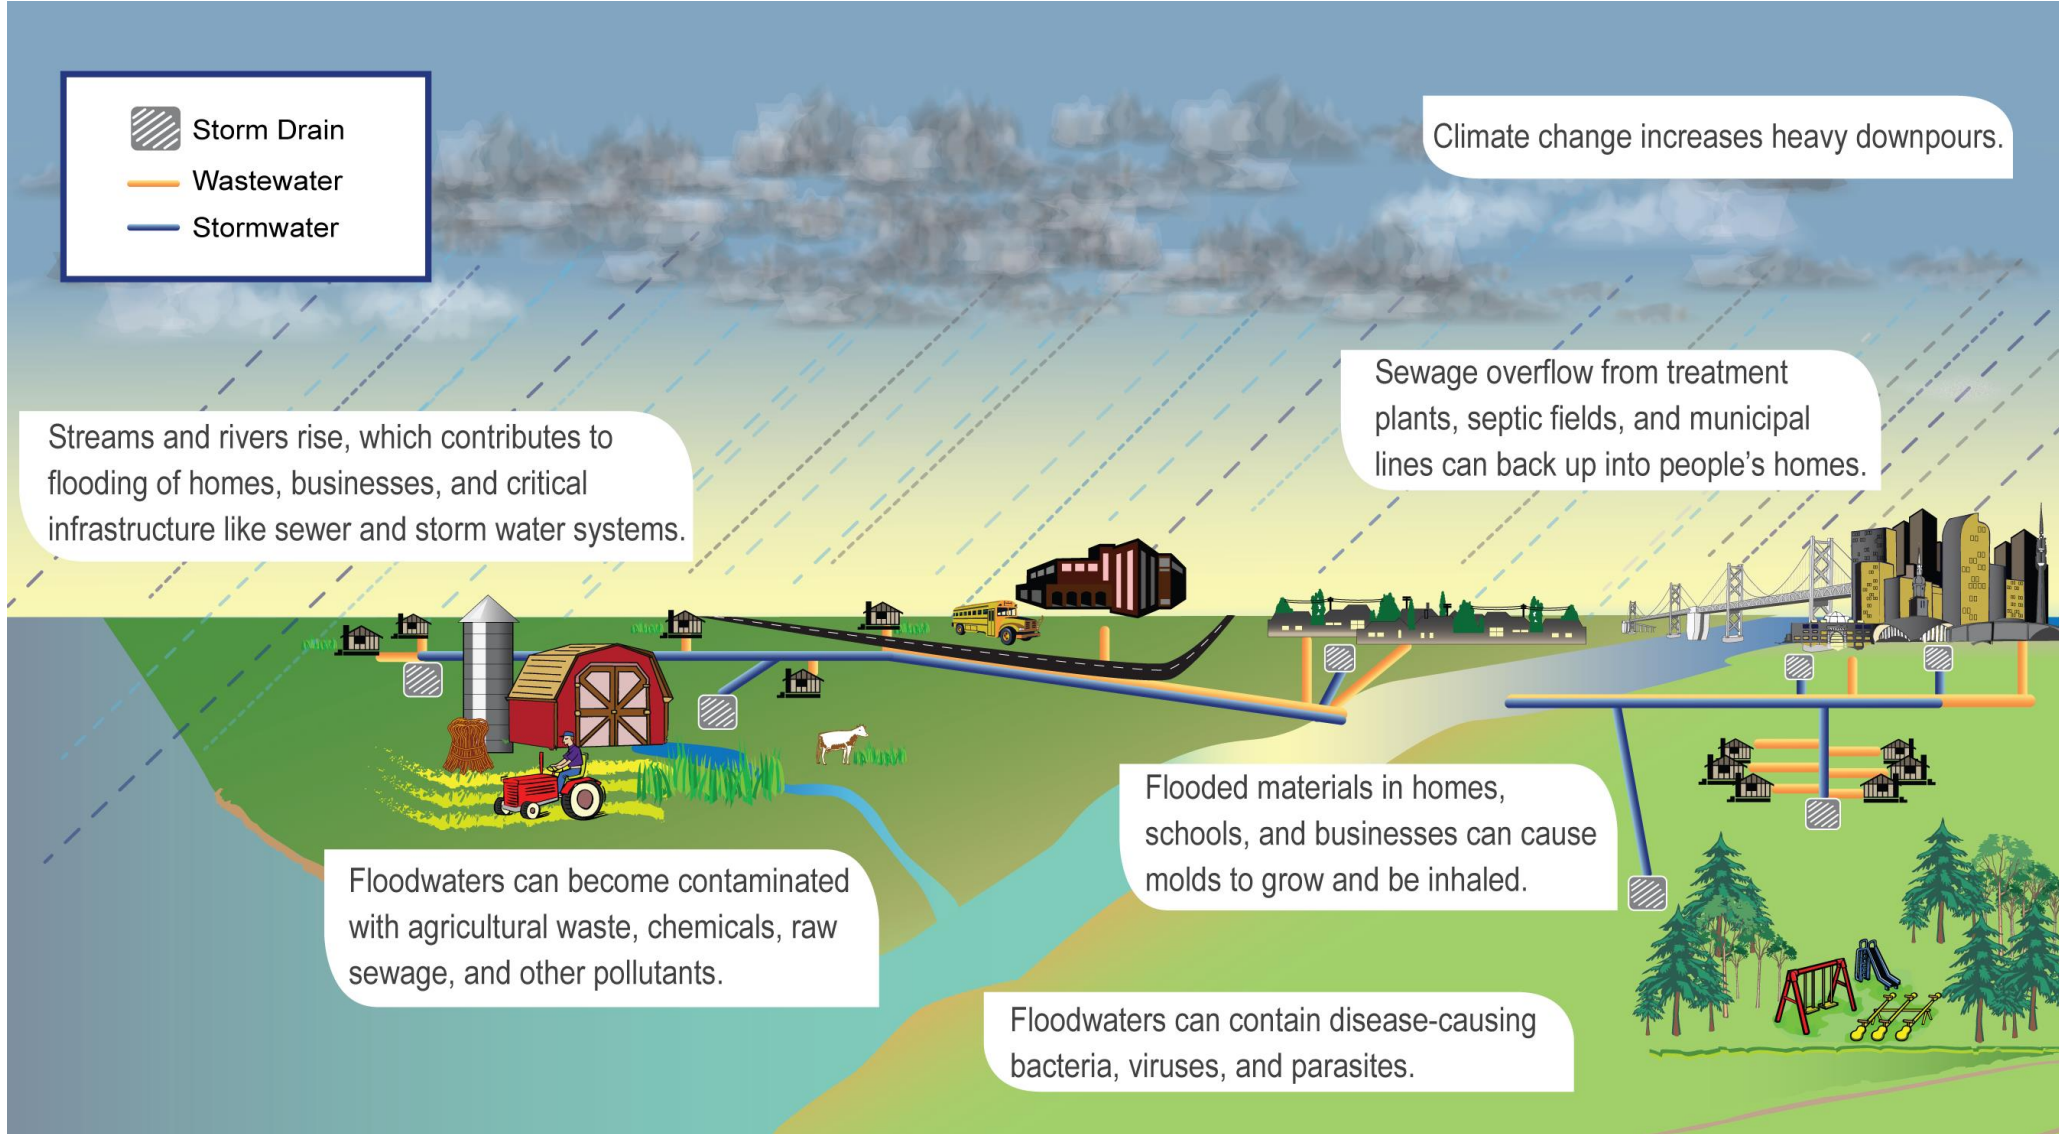 Storm Drain
Wastewater
Stormwater
Climate change increases heavy downpours.
Sewage overflow from treatment
plants, septic fields, and municipal
lines can back up into people’s homes.
Streams and rivers rise, which contributes to
flooding of homes, businesses, and critical
infrastructure like sewer and storm water systems.
Flooded materials in homes,
schools, and businesses can cause
molds to grow and be inhaled.
Floodwaters can become contaminated
with agricultural waste, chemicals, raw
sewage, and other pollutants.
Floodwaters can contain disease-causing
bacteria, viruses, and parasites.